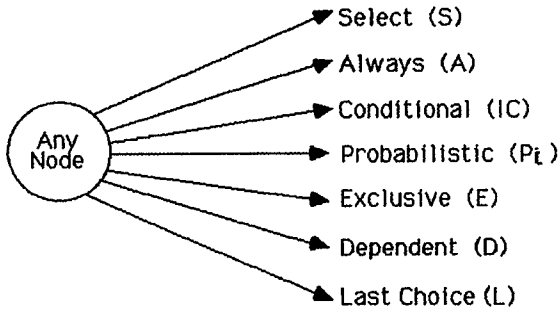 Select (S)
Always (A)
Conditional (IC)
Any
Node
Probabilistic (Pi)
Exclusive (E)
Dependent (D)
Last Choice (L)